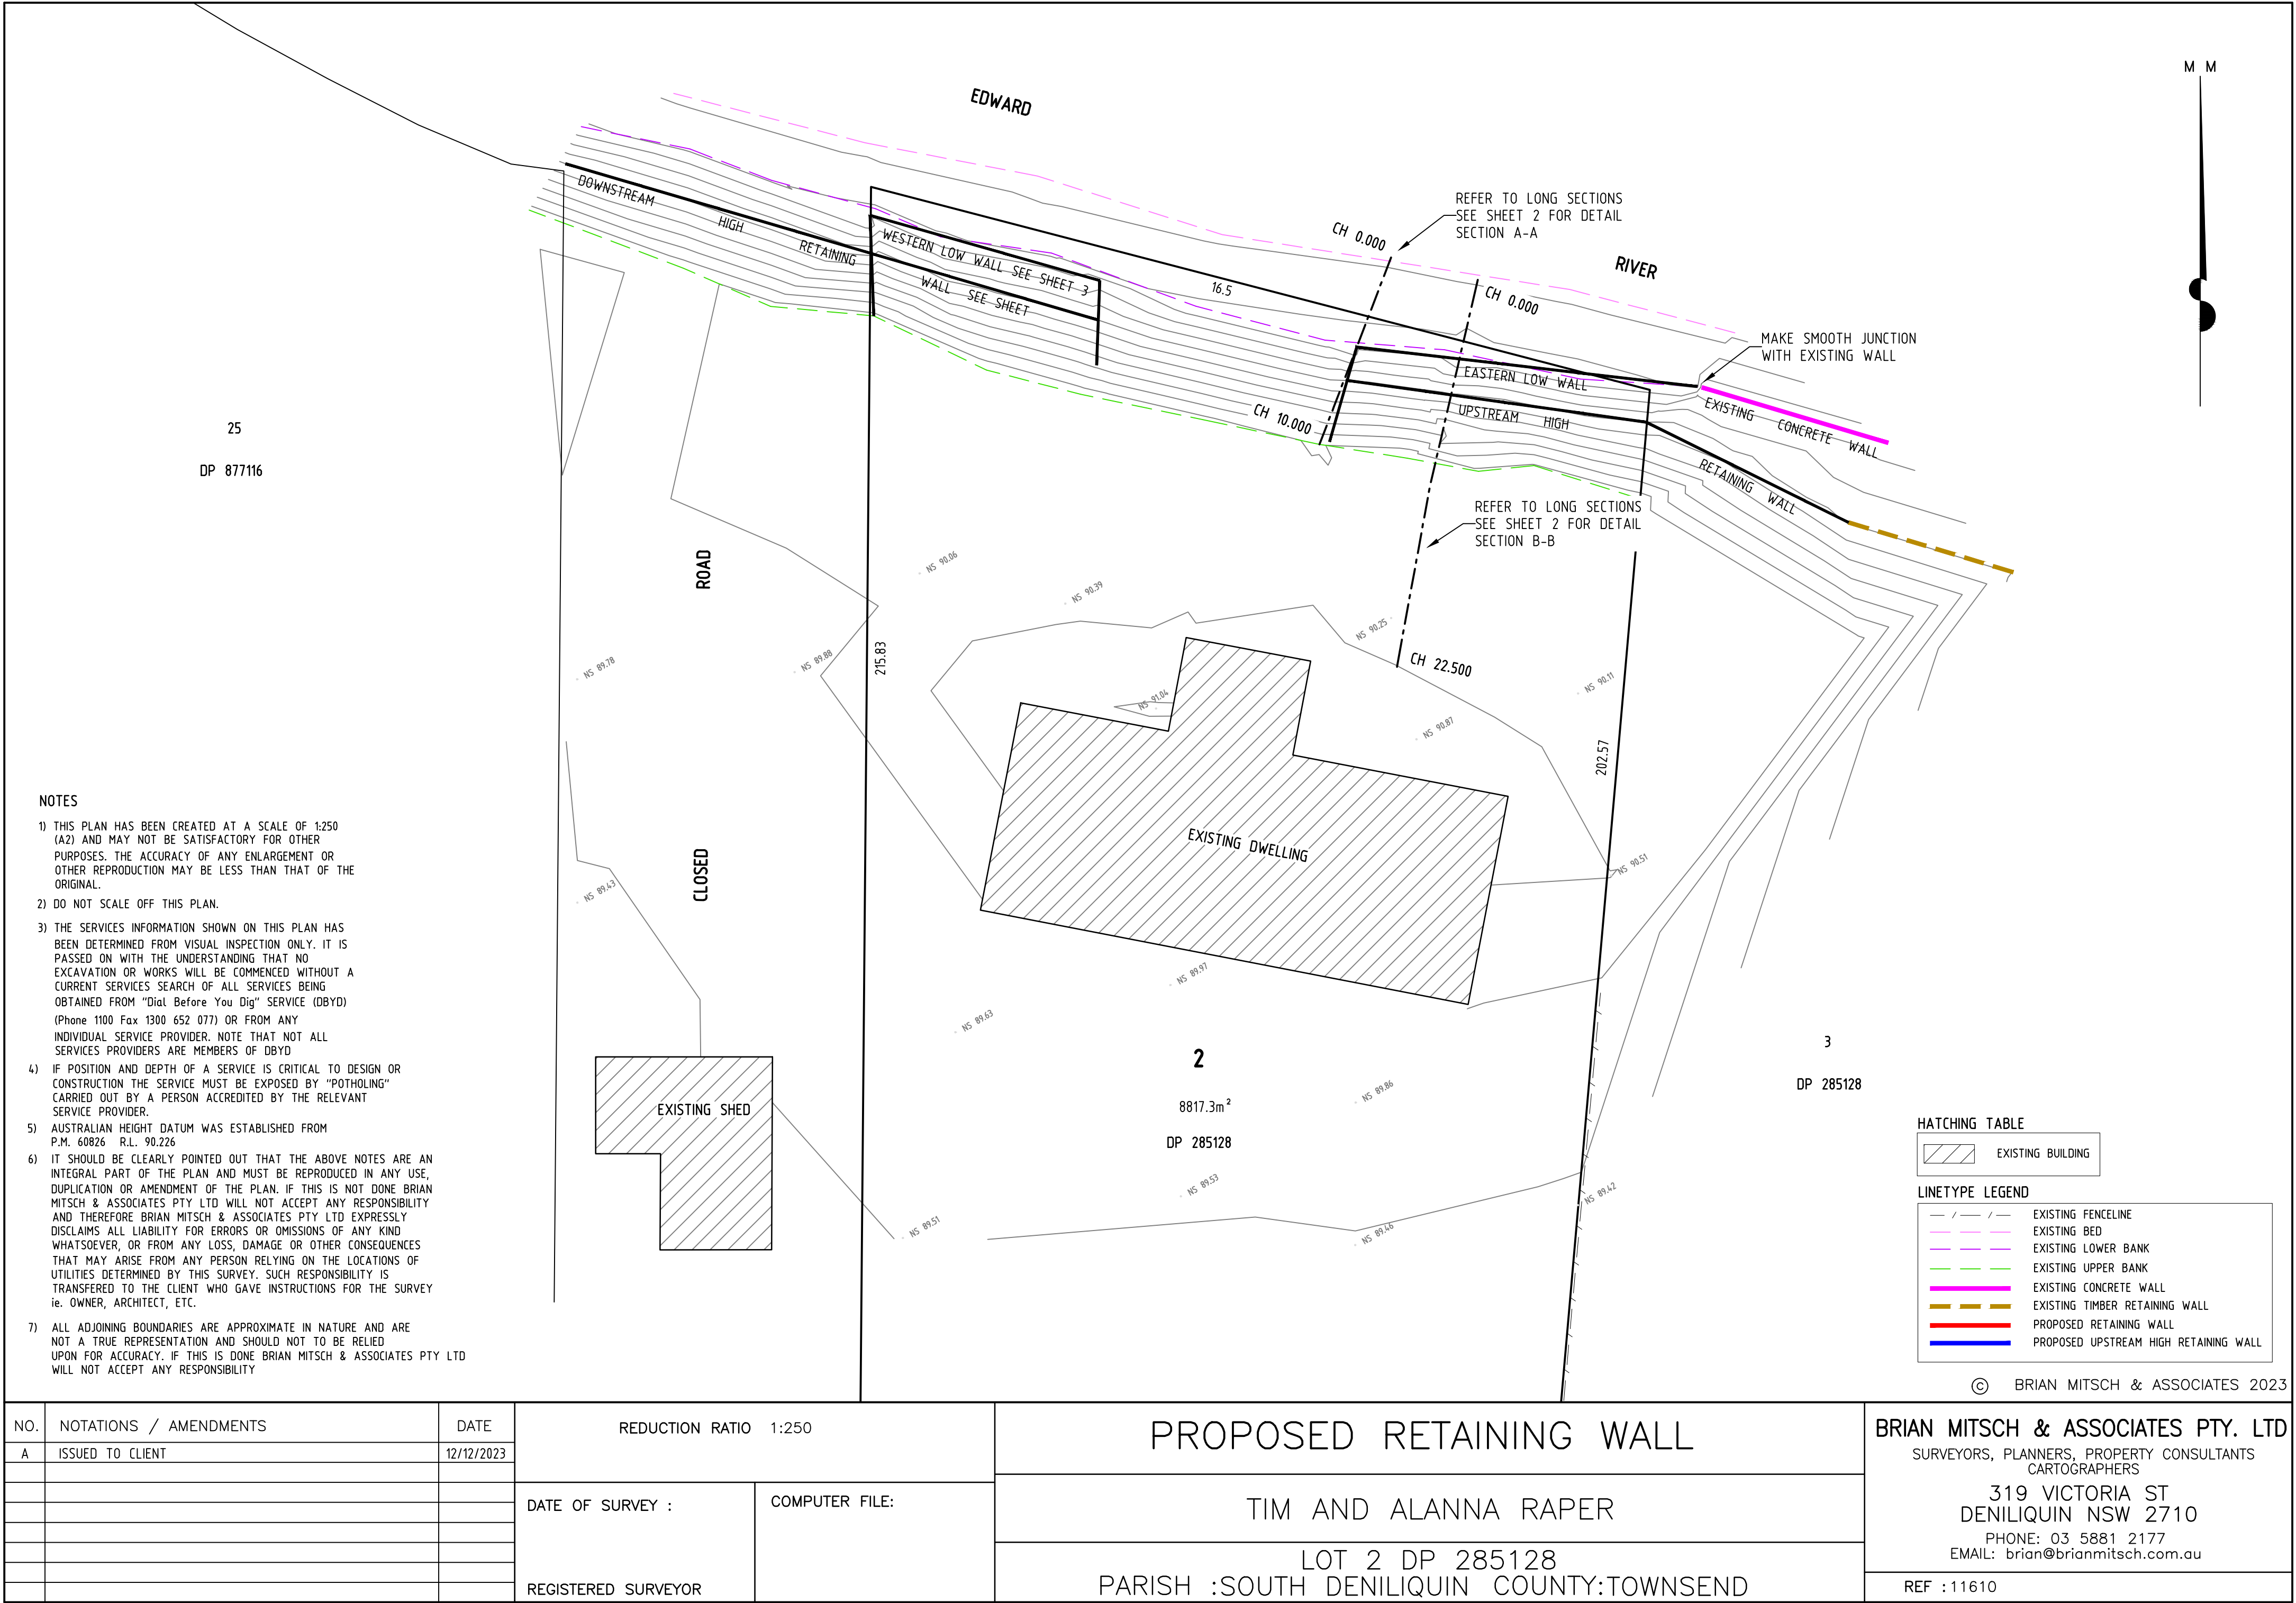 EDWARD
M M
REFER TO LONG SECTIONS
SEE SHEET 2 FOR DETAIL
SECTION A-A
CH 0.000
RIVER
DOWNSTREAM HIGH RETAINING WALL SEE SHEET
WESTERN LOW WALL SEE SHEET 3
16.5
CH 0.000
MAKE SMOOTH JUNCTION
WITH EXISTING WALL
EASTERN LOW WALL
UPSTREAM HIGH RETAINING WALL
EXISTING CONCRETE WALL
CH 10.000
25
DP 877116
REFER TO LONG SECTIONS
SEE SHEET 2 FOR DETAIL
SECTION B-B
ROAD
NS 90.06
NS 90.39
NS 90.25
NS 89.78
NS 89.88
215.83
CH 22.500
NS 90.11
NS 91.04
NS 90.87
202.57
EXISTING DWELLING
CLOSED
NS 89.43
NS 90.51
NS 89.97
NS 89.63
2
8817.3m²
DP 285128
NS 89.86
3
DP 285128
EXISTING SHED
NS 89.53
NS 89.42
NS 89.51
NS 89.46
NOTES
1) THIS PLAN HAS BEEN CREATED AT A SCALE OF 1:250
(A2) AND MAY NOT BE SATISFACTORY FOR OTHER
PURPOSES. THE ACCURACY OF ANY ENLARGEMENT OR
OTHER REPRODUCTION MAY BE LESS THAN THAT OF THE
ORIGINAL.
2) DO NOT SCALE OFF THIS PLAN.
3) THE SERVICES INFORMATION SHOWN ON THIS PLAN HAS
BEEN DETERMINED FROM VISUAL INSPECTION ONLY. IT IS
PASSED ON WITH THE UNDERSTANDING THAT NO
EXCAVATION OR WORKS WILL BE COMMENCED WITHOUT A
CURRENT SERVICES SEARCH OF ALL SERVICES BEING
OBTAINED FROM "Dial Before You Dig" SERVICE (DBYD)
(Phone 1100 Fax 1300 652 077) OR FROM ANY
INDIVIDUAL SERVICE PROVIDER. NOTE THAT NOT ALL
SERVICES PROVIDERS ARE MEMBERS OF DBYD
4) IF POSITION AND DEPTH OF A SERVICE IS CRITICAL TO DESIGN OR
CONSTRUCTION THE SERVICE MUST BE EXPOSED BY "POTHOLING"
CARRIED OUT BY A PERSON ACCREDITED BY THE RELEVANT
SERVICE PROVIDER.
5) AUSTRALIAN HEIGHT DATUM WAS ESTABLISHED FROM
P.M. 60826 R.L. 90.226
6) IT SHOULD BE CLEARLY POINTED OUT THAT THE ABOVE NOTES ARE AN
INTEGRAL PART OF THE PLAN AND MUST BE REPRODUCED IN ANY USE,
DUPLICATION OR AMENDMENT OF THE PLAN. IF THIS IS NOT DONE BRIAN
MITSCH & ASSOCIATES PTY LTD WILL NOT ACCEPT ANY RESPONSIBILITY
AND THEREFORE BRIAN MITSCH & ASSOCIATES PTY LTD EXPRESSLY
DISCLAIMS ALL LIABILITY FOR ERRORS OR OMISSIONS OF ANY KIND
WHATSOEVER, OR FROM ANY LOSS, DAMAGE OR OTHER CONSEQUENCES
THAT MAY ARISE FROM ANY PERSON RELYING ON THE LOCATIONS OF
UTILITIES DETERMINED BY THIS SURVEY. SUCH RESPONSIBILITY IS
TRANSFERED TO THE CLIENT WHO GAVE INSTRUCTIONS FOR THE SURVEY
ie. OWNER, ARCHITECT, ETC.
7) ALL ADJOINING BOUNDARIES ARE APPROXIMATE IN NATURE AND ARE
NOT A TRUE REPRESENTATION AND SHOULD NOT TO BE RELIED
UPON FOR ACCURACY. IF THIS IS DONE BRIAN MITSCH & ASSOCIATES PTY LTD
WILL NOT ACCEPT ANY RESPONSIBILITY
HATCHING TABLE
EXISTING BUILDING
LINETYPE LEGEND
EXISTING FENCELINE
EXISTING BED
EXISTING LOWER BANK
EXISTING UPPER BANK
EXISTING CONCRETE WALL
EXISTING TIMBER RETAINING WALL
PROPOSED RETAINING WALL
PROPOSED UPSTREAM HIGH RETAINING WALL
© BRIAN MITSCH & ASSOCIATES 2023
NO. NOTATIONS / AMENDMENTS DATE
A ISSUED TO CLIENT 12/12/2023
REDUCTION RATIO 1:250
DATE OF SURVEY :
COMPUTER FILE:
REGISTERED SURVEYOR
PROPOSED RETAINING WALL
TIM AND ALANNA RAPER
LOT 2 DP 285128
PARISH :SOUTH DENILIQUIN COUNTY:TOWNSEND
BRIAN MITSCH & ASSOCIATES PTY. LTD
SURVEYORS, PLANNERS, PROPERTY CONSULTANTS
CARTOGRAPHERS
319 VICTORIA ST
DENILIQUIN NSW 2710
PHONE: 03 5881 2177
EMAIL: brian@brianmitsch.com.au
REF :11610